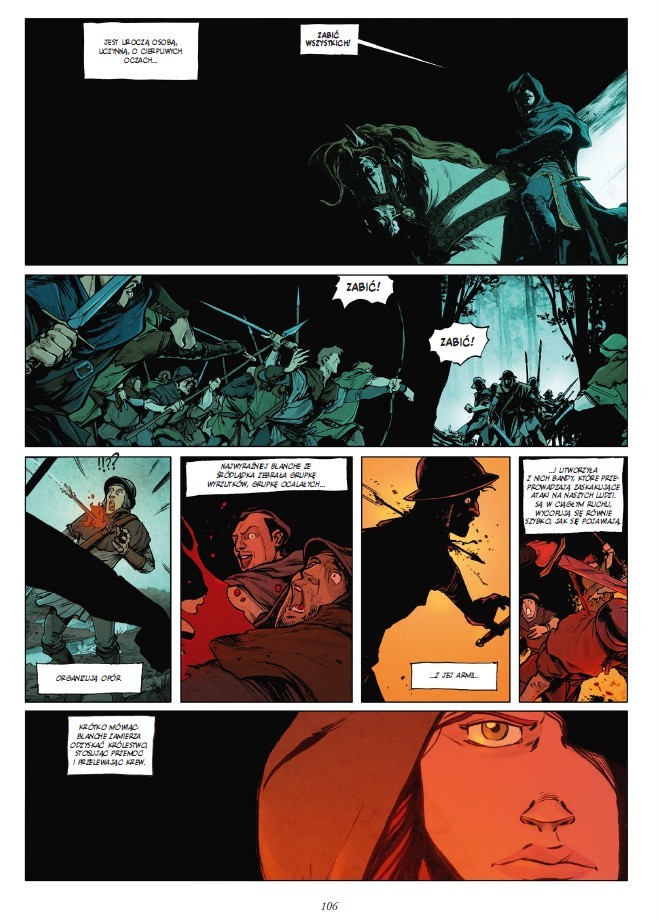 JEST UROCZĄ OSOBĄ,
UCZYNNĄ, O CIERPLIWYCH
OCZACH...
ZABIĆ
WSZYSTKICH!
ZABIĆ!
ZABIĆ!
!!??
ORGANIZUJĄ OPÓR
NAJWYRAŹNIEJ BLANCHE ZE
ŚRÓDLĄDKA ZEBRAŁA GRUPKĘ
WYRZUTKÓW, GRUPKĘ OCALAŁYCH...
...Z JEJ ARMII...
...I UTWORZYŁA
Z NICH BANDY, KTÓRE PRZE-
PROWADZAJĄ ZASKAKUJĄCE
ATAKI NA NASZYCH LUDZI.
SĄ W CIĄGŁYM RUCHU,
WYCOFUJĄ SIĘ RÓWNIE
SZYBKO, JAK SIĘ POJAWIAJĄ.
KRÓTKO MÓWIĄC:
BLANCHE ZAMIERZA
ODZYSKAĆ KRÓLESTWO,
STOSUJĄC PRZEMOC
I PRZELEWAJĄC KREW.
106